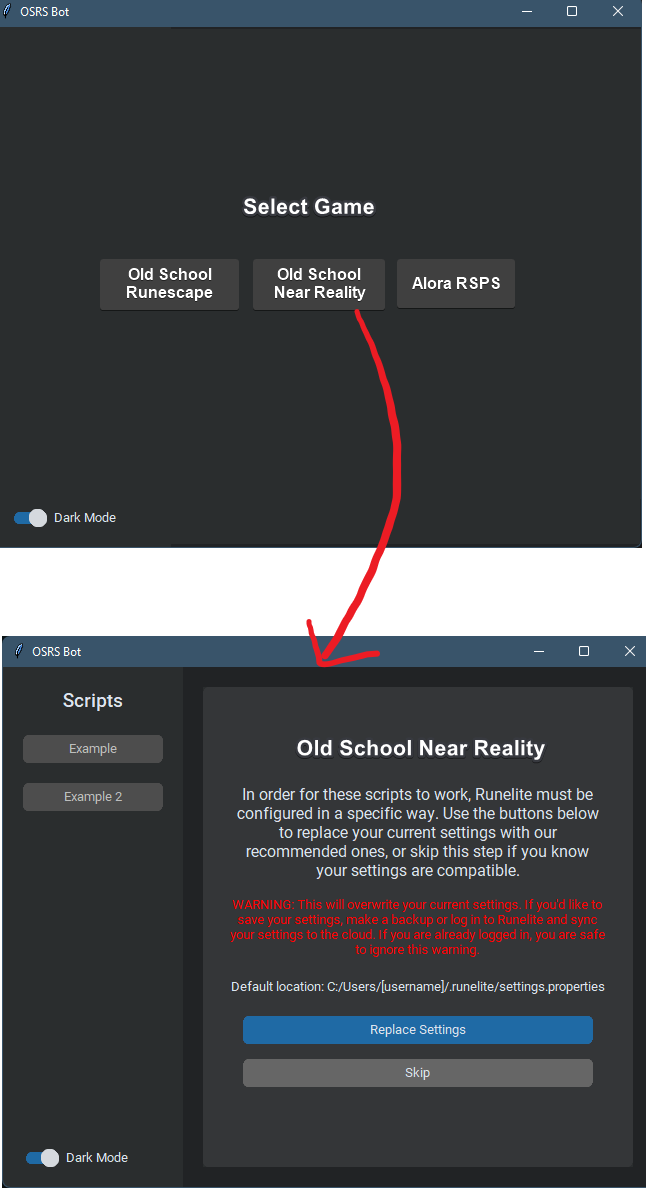 OSRS Bot
Select Game
Old School
Runescape
Old School
Near Reality
Alora RSPS
Dark Mode
OSRS Bot
Scripts
Example
Example 2
Old School Near Reality
In order for these scripts to work, Runelite must be
configured in a specific way. Use the buttons below
to replace your current settings with our
recommended ones, or skip this step if you know
your settings are compatible.
WARNING: This will overwrite your current settings. If you'd like to
save your settings, make a backup or log in to Runelite and sync
your settings to the cloud. If you are already logged in, you are safe
to ignore this warning.
Default location: C:/Users/[username]/.runelite/settings.properties
Replace Settings
Skip
Dark Mode